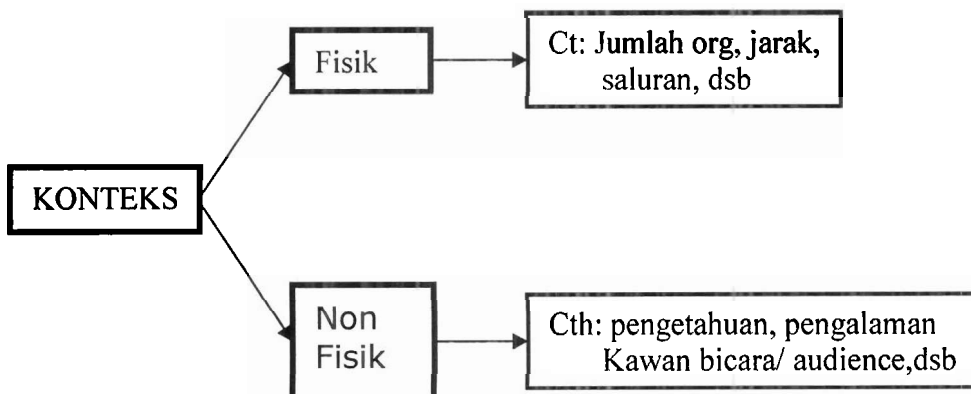 Fisik
Ct: Jumlah org, jarak,
saluran, dsb
KONTEKS
Non
Fisik
Cth: pengetahuan, pengalaman
Kawan bicara/ audience,dsb